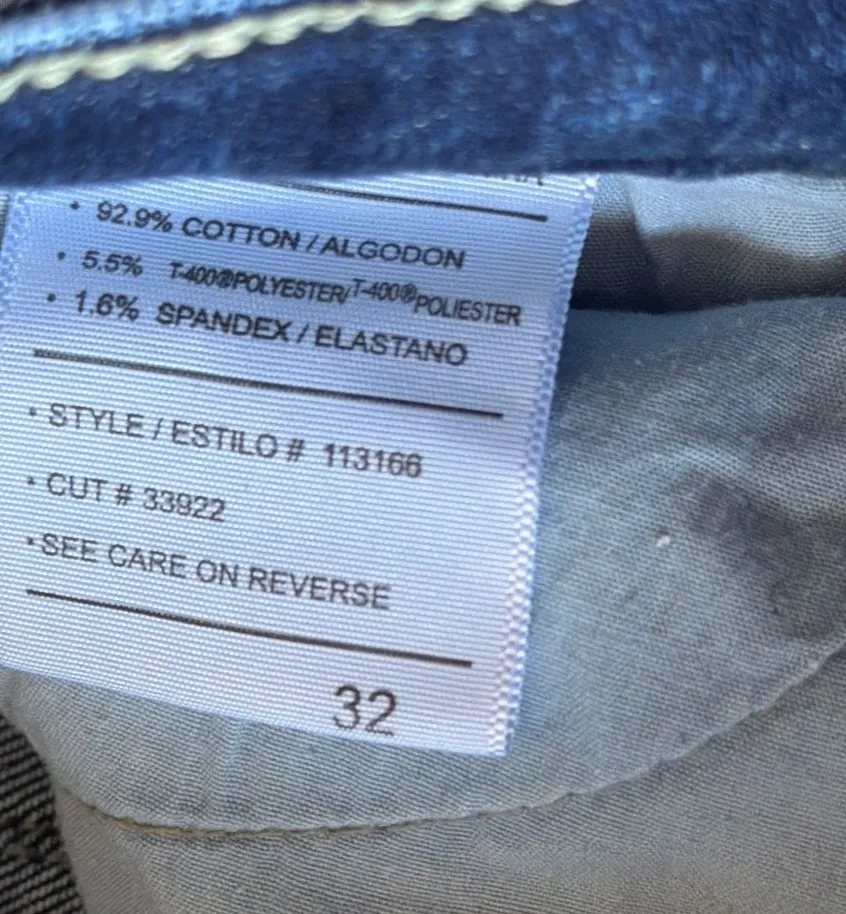 • 92.9% COTTON / ALGODON
• 5.5% T-400®POLYESTER/T-400®POLIESTER
• 1.6% SPANDEX / ELASTANO
• STYLE / ESTILO # 113166
• CUT # 33922
• SEE CARE ON REVERSE
32